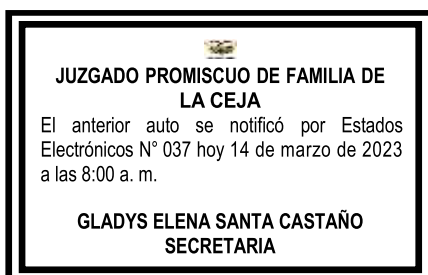 JUZGADO PROMISCUO DE FAMILIA DE
LA CEJA
El anterior auto se notificó por Estados
Electrónicos N° 037 hoy 14 de marzo de 2023
a las 8:00 a. m.
GLADYS ELENA SANTA CASTAÑO
SECRETARIA